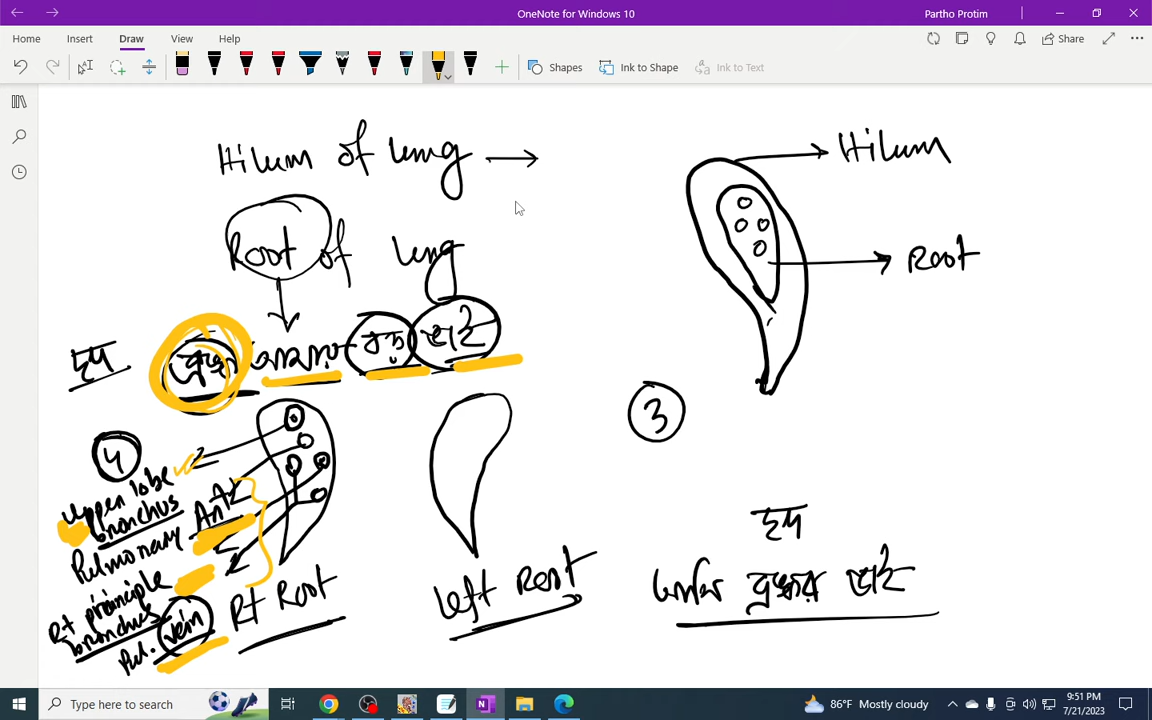 OneNote for Windows 10
Partho Protim
Home Insert Draw View Help
Share
Shapes Ink to Shape Ink to Text
Hilum of lung →
Hilum
Root of lung
Root
হাম
ভাই
3
4
Upper lobe
bronchus
Pulmonary
Rt principle
bronchus
Pul. vein
Rt Root
Left Root
হাম
ভাই
Type here to search
86°F Mostly cloudy
9:51 PM
7/21/2023